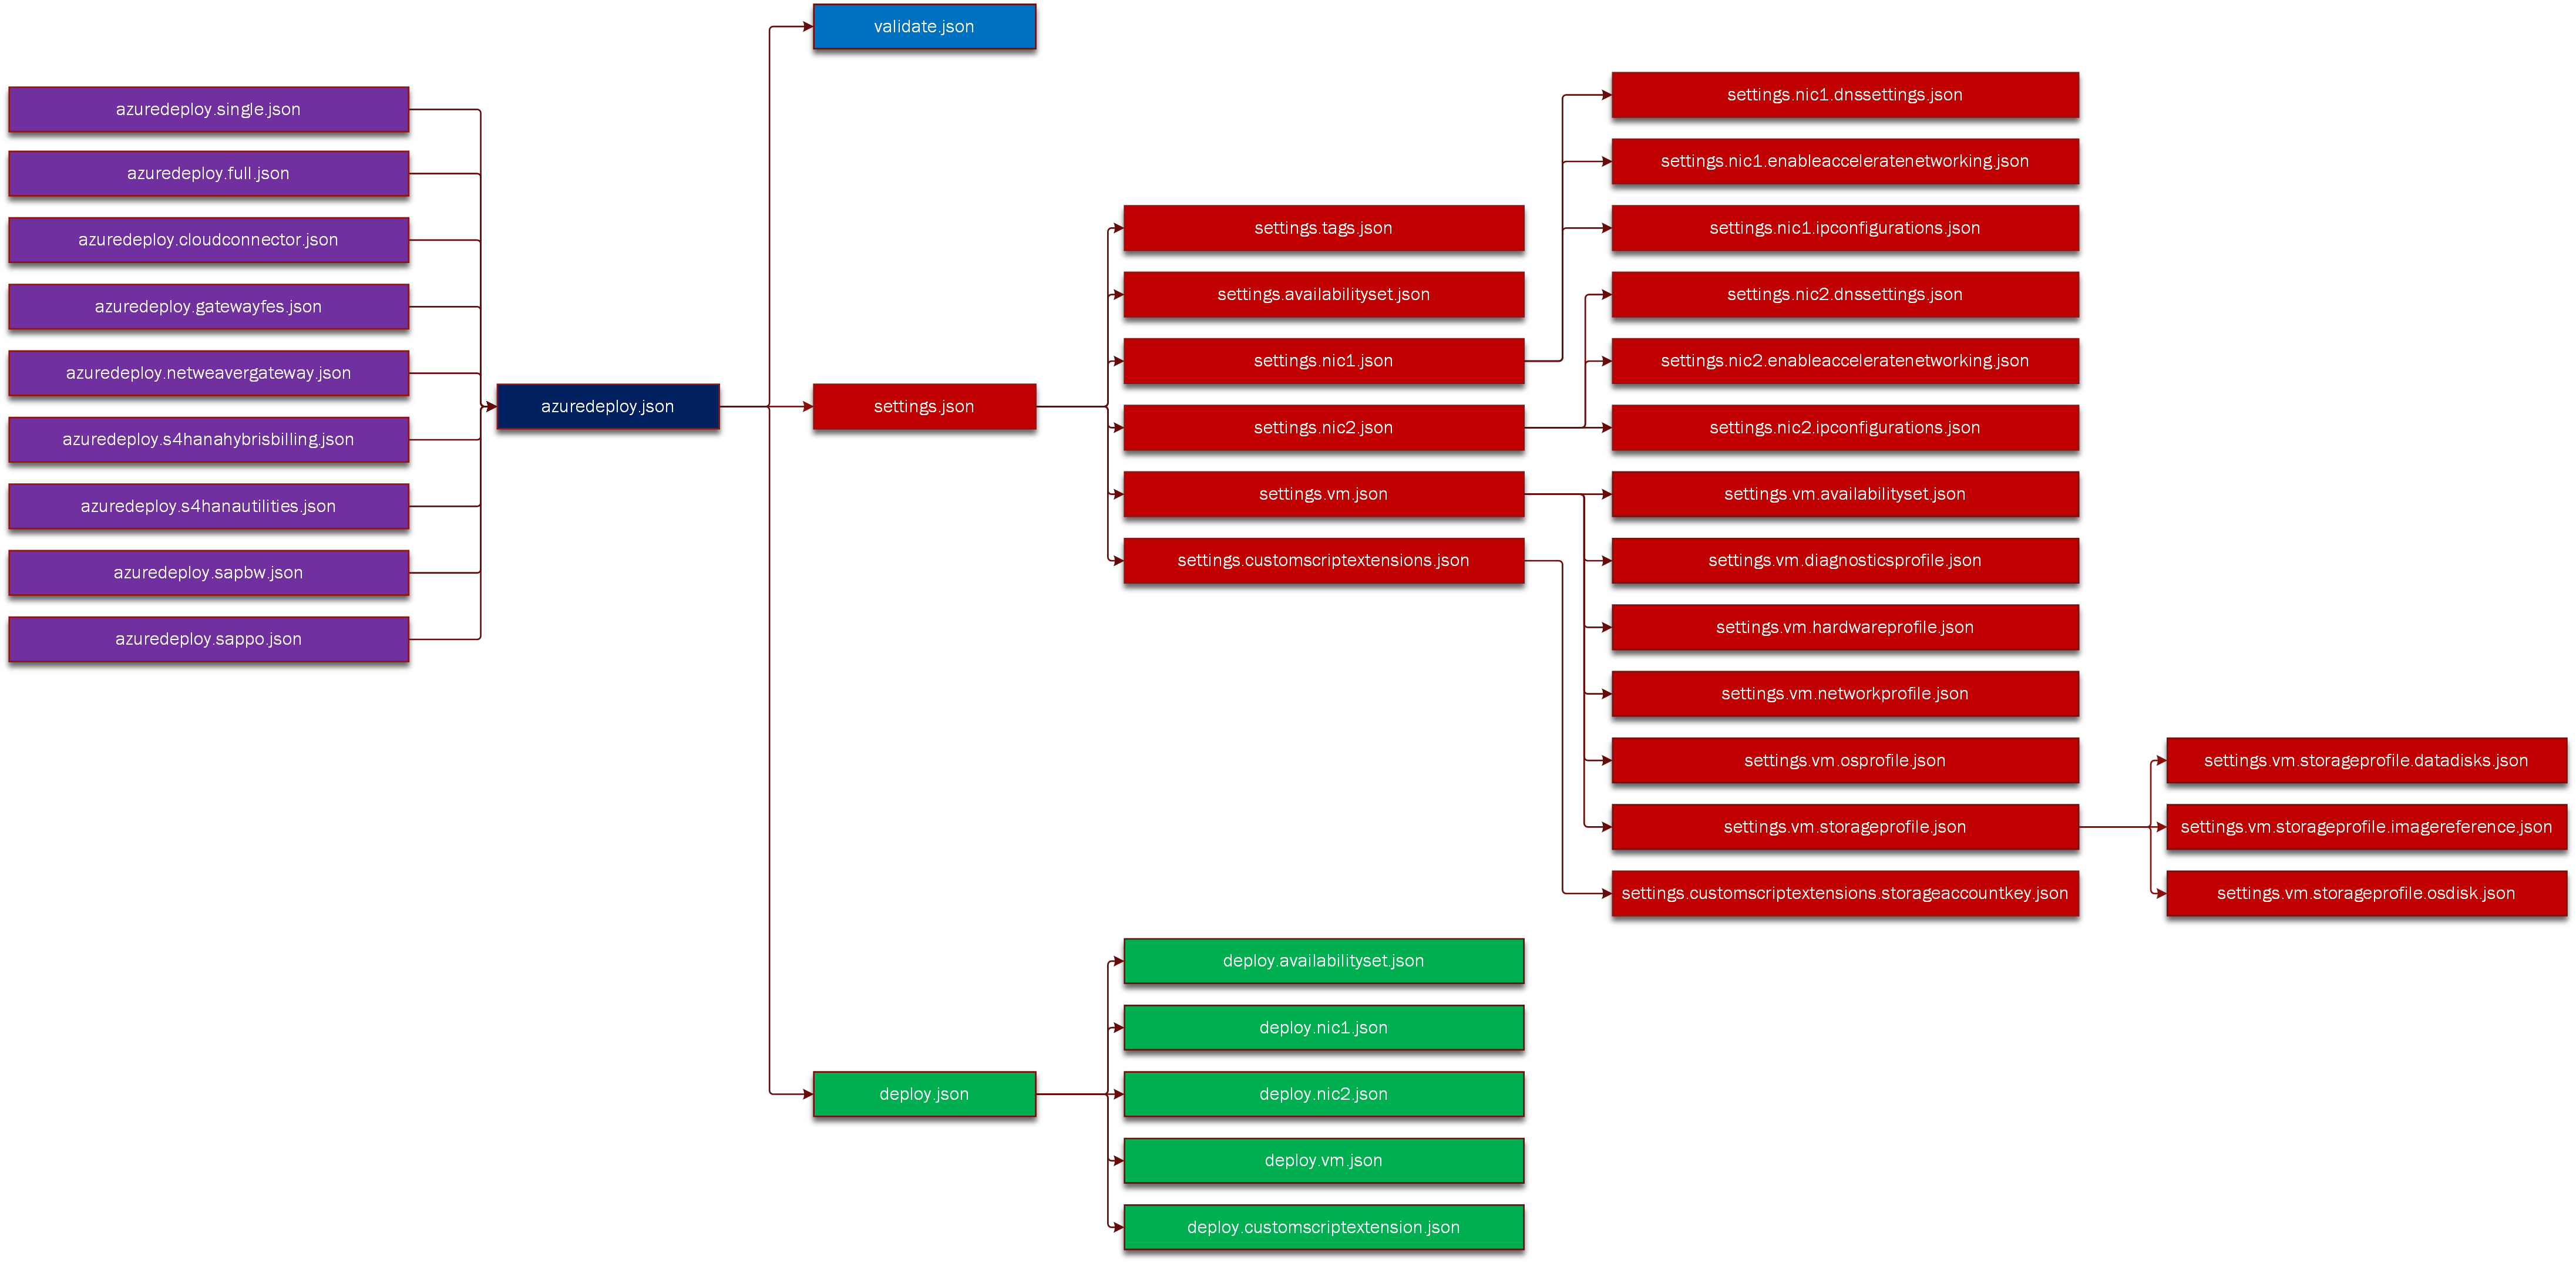 validate.json
azuredeploy.single.json
azuredeploy.full.json
azuredeploy.cloudconnector.json
azuredeploy.gatewayfes.json
azuredeploy.netweavergateway.json
azuredeploy.s4hanahybrisbilling.json
azuredeploy.s4hanautilities.json
azuredeploy.sapbw.json
azuredeploy.sappo.json
azuredeploy.json
settings.json
settings.tags.json
settings.availabilityset.json
settings.nic1.json
settings.nic2.json
settings.vm.json
settings.customscriptextensions.json
settings.nic1.dnssettings.json
settings.nic1.enableacceleratenetworking.json
settings.nic1.ipconfigurations.json
settings.nic2.dnssettings.json
settings.nic2.enableacceleratenetworking.json
settings.nic2.ipconfigurations.json
settings.vm.availabilityset.json
settings.vm.diagnosticsprofile.json
settings.vm.hardwareprofile.json
settings.vm.networkprofile.json
settings.vm.osprofile.json
settings.vm.storageprofile.json
settings.customscriptextensions.storageaccountkey.json
settings.vm.storageprofile.datadisks.json
settings.vm.storageprofile.imagereference.json
settings.vm.storageprofile.osdisk.json
deploy.json
deploy.availabilityset.json
deploy.nic1.json
deploy.nic2.json
deploy.vm.json
deploy.customscriptextension.json